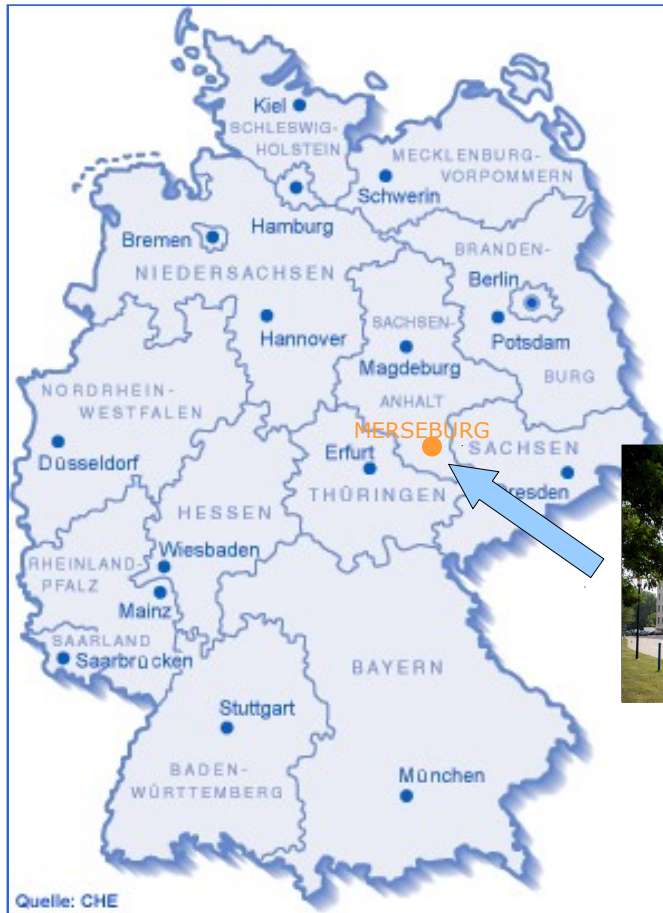 Kiel
SCHLESWIG-
HOLSTEIN
MECKLENBURG-
VORPOMMERN
Schwerin
Hamburg
Bremen
NIEDERSACHSEN
BRANDEN-
Berlin
Hannover
SACHSEN-
Potsdam
Magdeburg
BURG
NORDRHEIN-
WESTFALEN
ANHALT
MERSEBURG
SACHSEN
Düsseldorf
Erfurt
Dresden
THÜRINGEN
HESSEN
Wiesbaden
RHEINLAND-
PFALZ
Mainz
SAARLAND
Saarbrücken
BAYERN
Stuttgart
BADEN-
WÜRTTEMBERG
München
Quelle: CHE